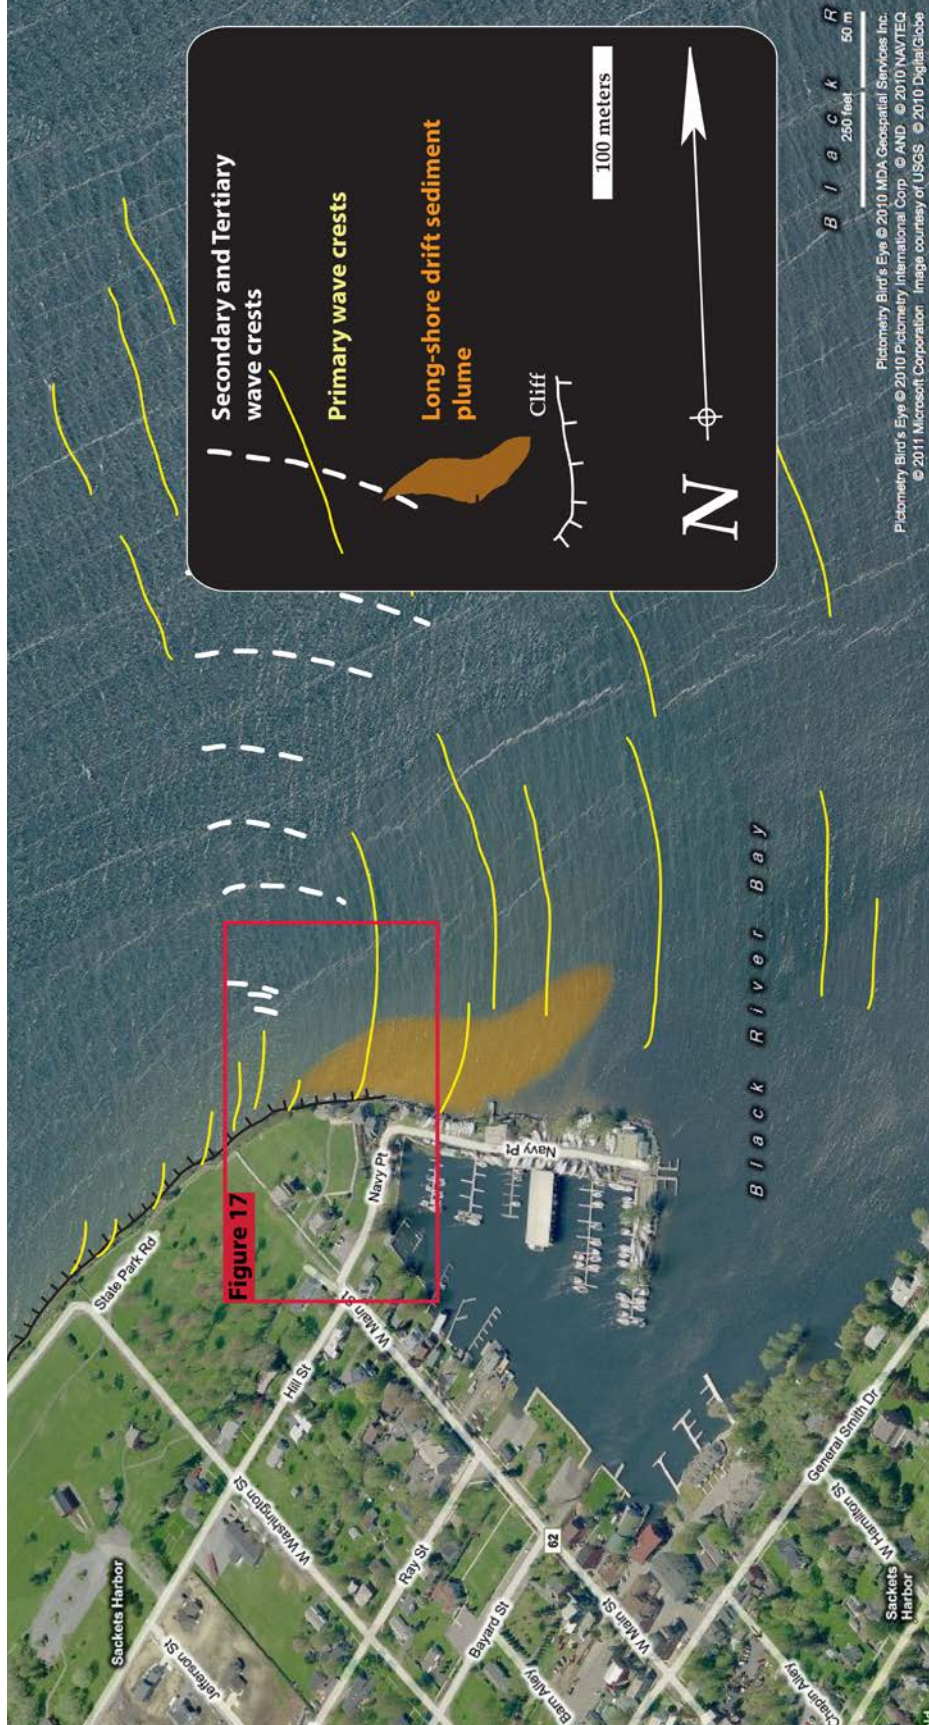 Secondary and Tertiary
wave crests
Primary wave crests
Long-shore drift sediment
plume
Cliff
100 meters
N
Figure 17
State Park Rd
Hill St
Navy Pt
Navy Pt
W Main St
W Washington St
Sackets Harbor
Jefferson St
Ray St
Bayard St
Barn Alley
62
W Main St
General Smith Dr
W Hamilton St
Chapin Alley
Sackets
Harbor
Black River Bay
Black R
250 feet 50 m
Pictometry Bird's Eye © 2010 MDA Geospatial Services Inc.
Pictometry Bird's Eye © 2010 Pictometry International Corp © AND © 2010 NAVTEQ
© 2011 Microsoft Corporation Image courtesy of USGS © 2010 DigitalGlobe